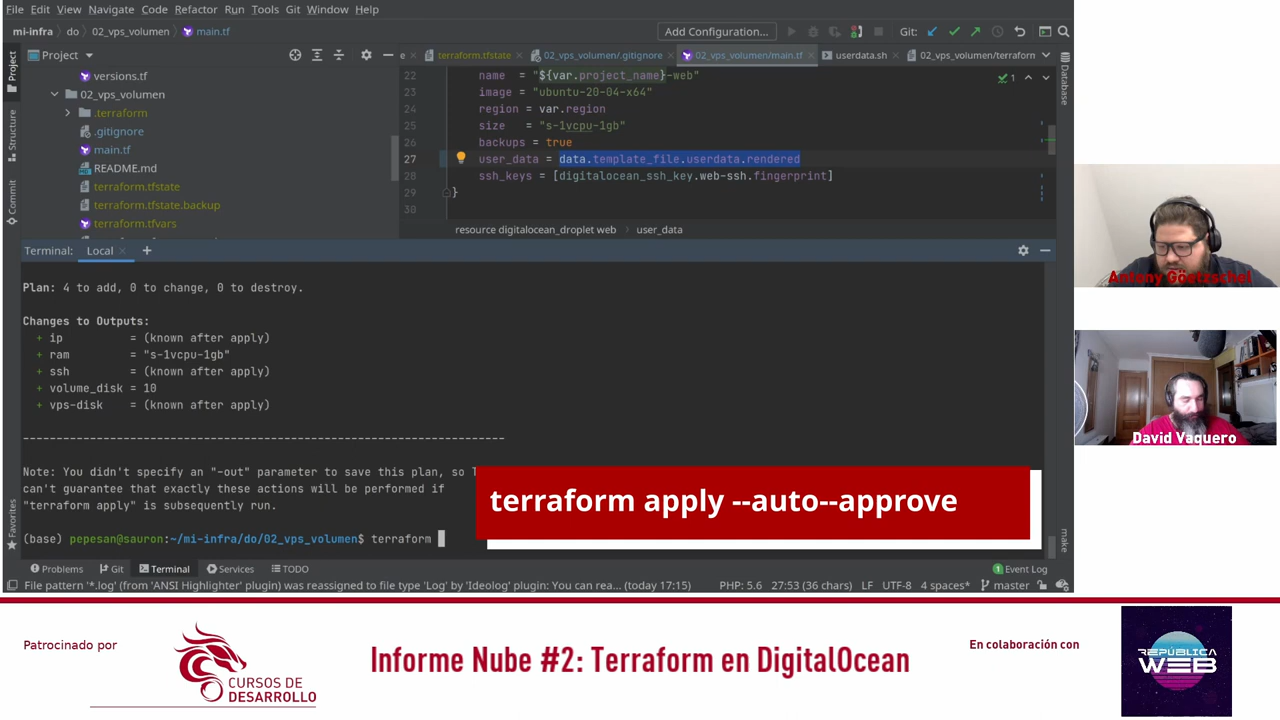 File Edit View Navigate Code Refactor Run Tools Git Window Help
mi-infra do 02_vps_volumen main.tf Add Configuration... Git:
Project e terraform.tfstate 02_vps_volumen/.gitignore 02_vps_volumen/main.tf userdata.sh 02_vps_volumen/terraform
versions.tf
02_vps_volumen
.terraform
.gitignore
main.tf
README.md
terraform.tfstate
terraform.tfstate.backup
terraform.tfvars
Project
Structure
Commit
Favorites
Database
make
1
22 name = "${var.project_name}-web"
23 image = "ubuntu-20-04-x64"
24 region = var.region
25 size = "s-1vcpu-1gb"
26 backups = true
27 user_data = data.template_file.userdata.rendered
28 ssh_keys = [digitalocean_ssh_key.web-ssh.fingerprint]
29 }
30
resource digitalocean_droplet web user_data
Terminal: Local
Plan: 4 to add, 0 to change, 0 to destroy.
Changes to Outputs:
+ ip = (known after apply)
+ ram = "s-1vcpu-1gb"
+ ssh = (known after apply)
+ volume_disk = 10
+ vps-disk = (known after apply)
------------------------------------------------------------------------
Note: You didn't specify an "-out" parameter to save this plan, so
can't guarantee that exactly these actions will be performed if
"terraform apply" is subsequently run.
(base) pepesan@sauron:~/mi-infra/do/02_vps_volumen$ terraform
terraform apply --auto--approve
Problems Git Terminal Services TODO 1 Event Log
File pattern '*.log' (from 'ANSI Highlighter' plugin) was reassigned to file type 'Log' by 'Ideolog' plugin: You can rea... (today 17:15) PHP: 5.6 27:53 (36 chars) LF UTF-8 4 spaces* master
Antony Göetzschel
David Vaquero
Patrocinado por
CURSOS DE
DESARROLLO
Informe Nube #2: Terraform en DigitalOcean
En colaboración con
REPÚBLICA
WEB